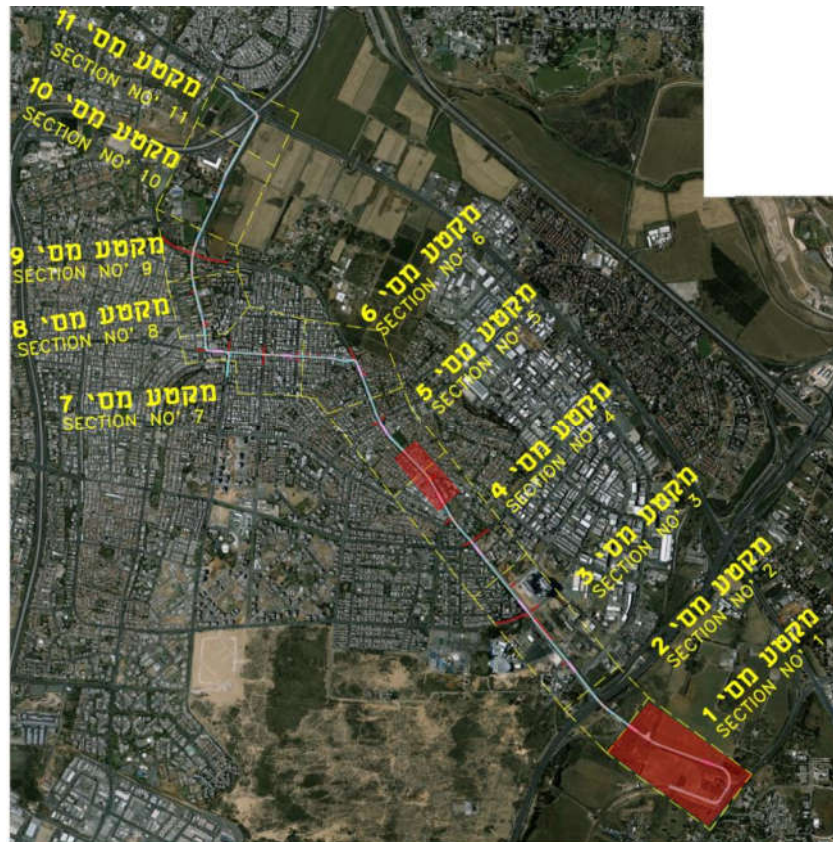 מקטע מס' 11
SECTION NO' 11
מקטע מס' 10
SECTION NO' 10
מקטע מס' 9
SECTION NO' 9
מקטע מס' 8
SECTION NO' 8
מקטע מס' 7
SECTION NO' 7
מקטע מס' 6
SECTION NO' 6
מקטע מס' 5
SECTION NO' 5
מקטע מס' 4
SECTION NO' 4
מקטע מס' 3
SECTION NO' 3
מקטע מס' 2
SECTION NO' 2
מקטע מס' 1
SECTION NO' 1